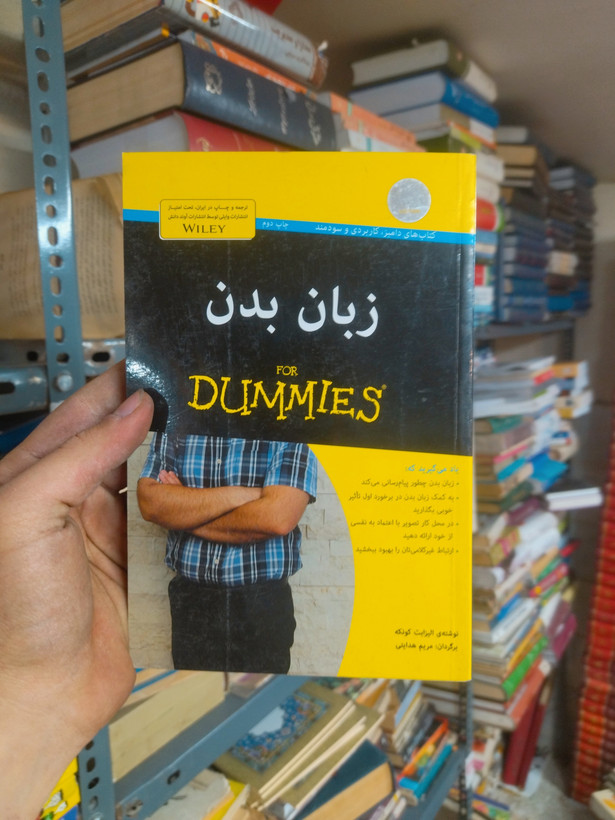 ترجمه و چاپ در ایران، تحت امتیاز
انتشارات وایلی توسط انتشارات آوند دانش
WILEY
چاپ دوم
کتاب‌های دامیز، کاربردی و سودمند
زبان بدن
FOR
DUMMIES®
یاد می‌گیرید که:
• زبان بدن چطور پیام‌رسانی می‌کند
• به کمک زبان بدن در برخورد اول تأثیر
خوبی بگذارید
• در محل کار تصویر با اعتماد به نفسی
از خود ارائه دهید
• ارتباط غیرکلامی‌تان را بهبود ببخشید
نوشته‌ی الیزابت کونکه
برگردان: مریم هدایتی